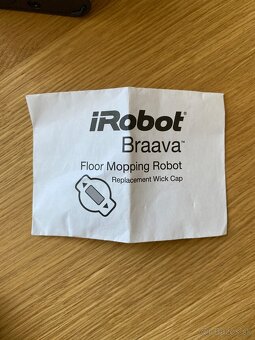 iRobot®
Braava™
Floor Mopping Robot
Replacement Wick Cap